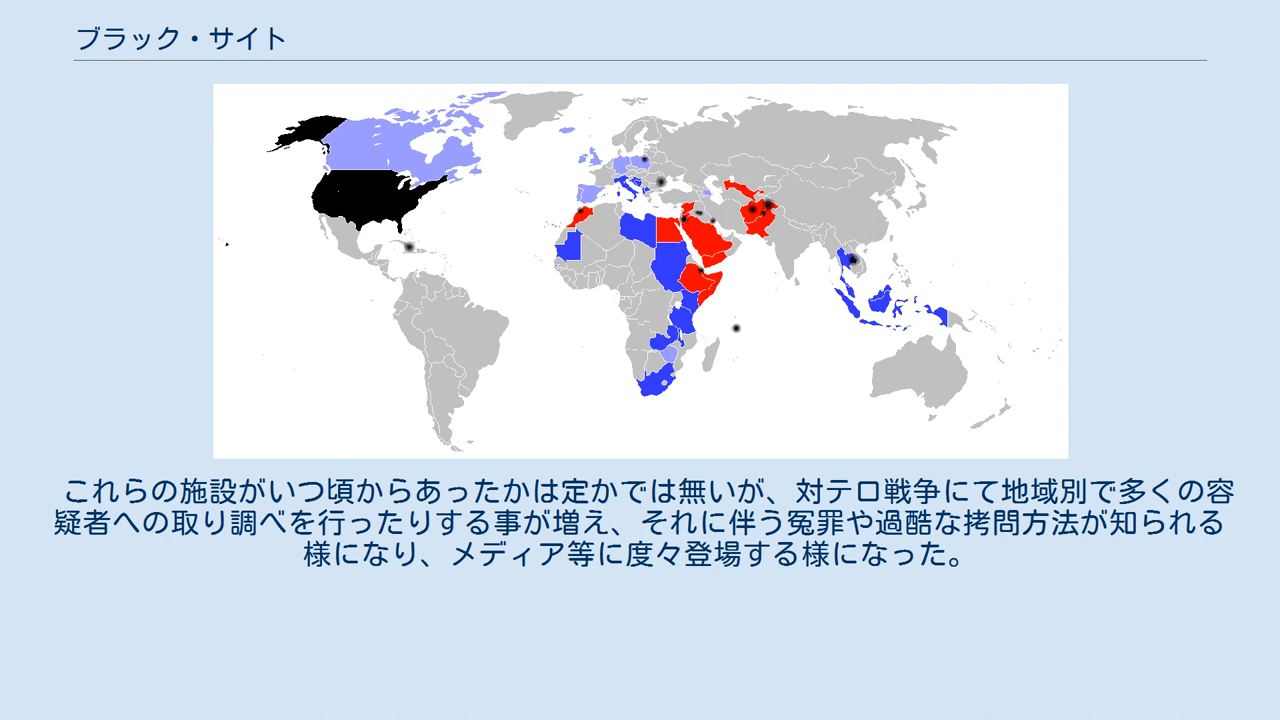 ブラック・サイト
これらの施設がいつ頃からあったかは定かでは無いが、対テロ戦争にて地域別で多くの容
疑者への取り調べを行ったりする事が増え、それに伴う冤罪や過酷な拷問方法が知られる
様になり、メディア等に度々登場する様になった。